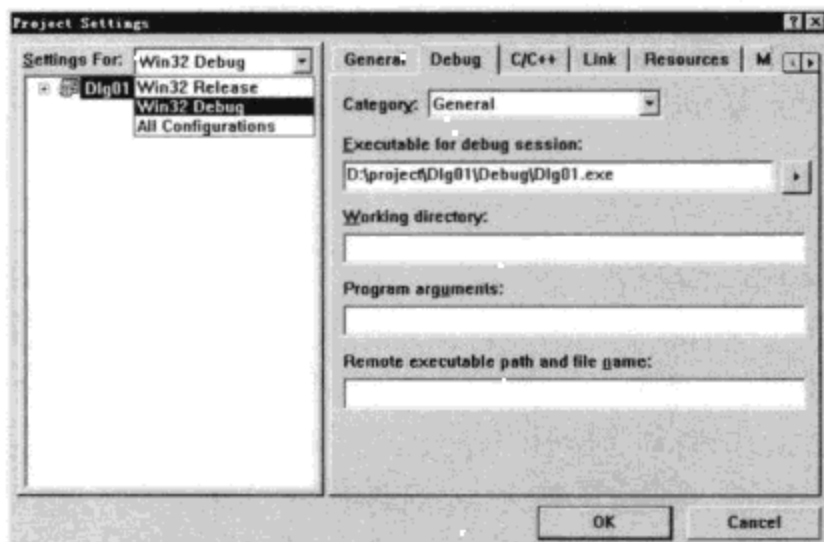 Project Settings
Settings For: Win32 Debug
Dlg01
Win32 Release
Win32 Debug
All Configurations
General Debug C/C++ Link Resources M
Category: General
Executable for debug session:
D:\project\Dlg01\Debug\Dlg01.exe
Working directory:
Program arguments:
Remote executable path and file name:
OK Cancel